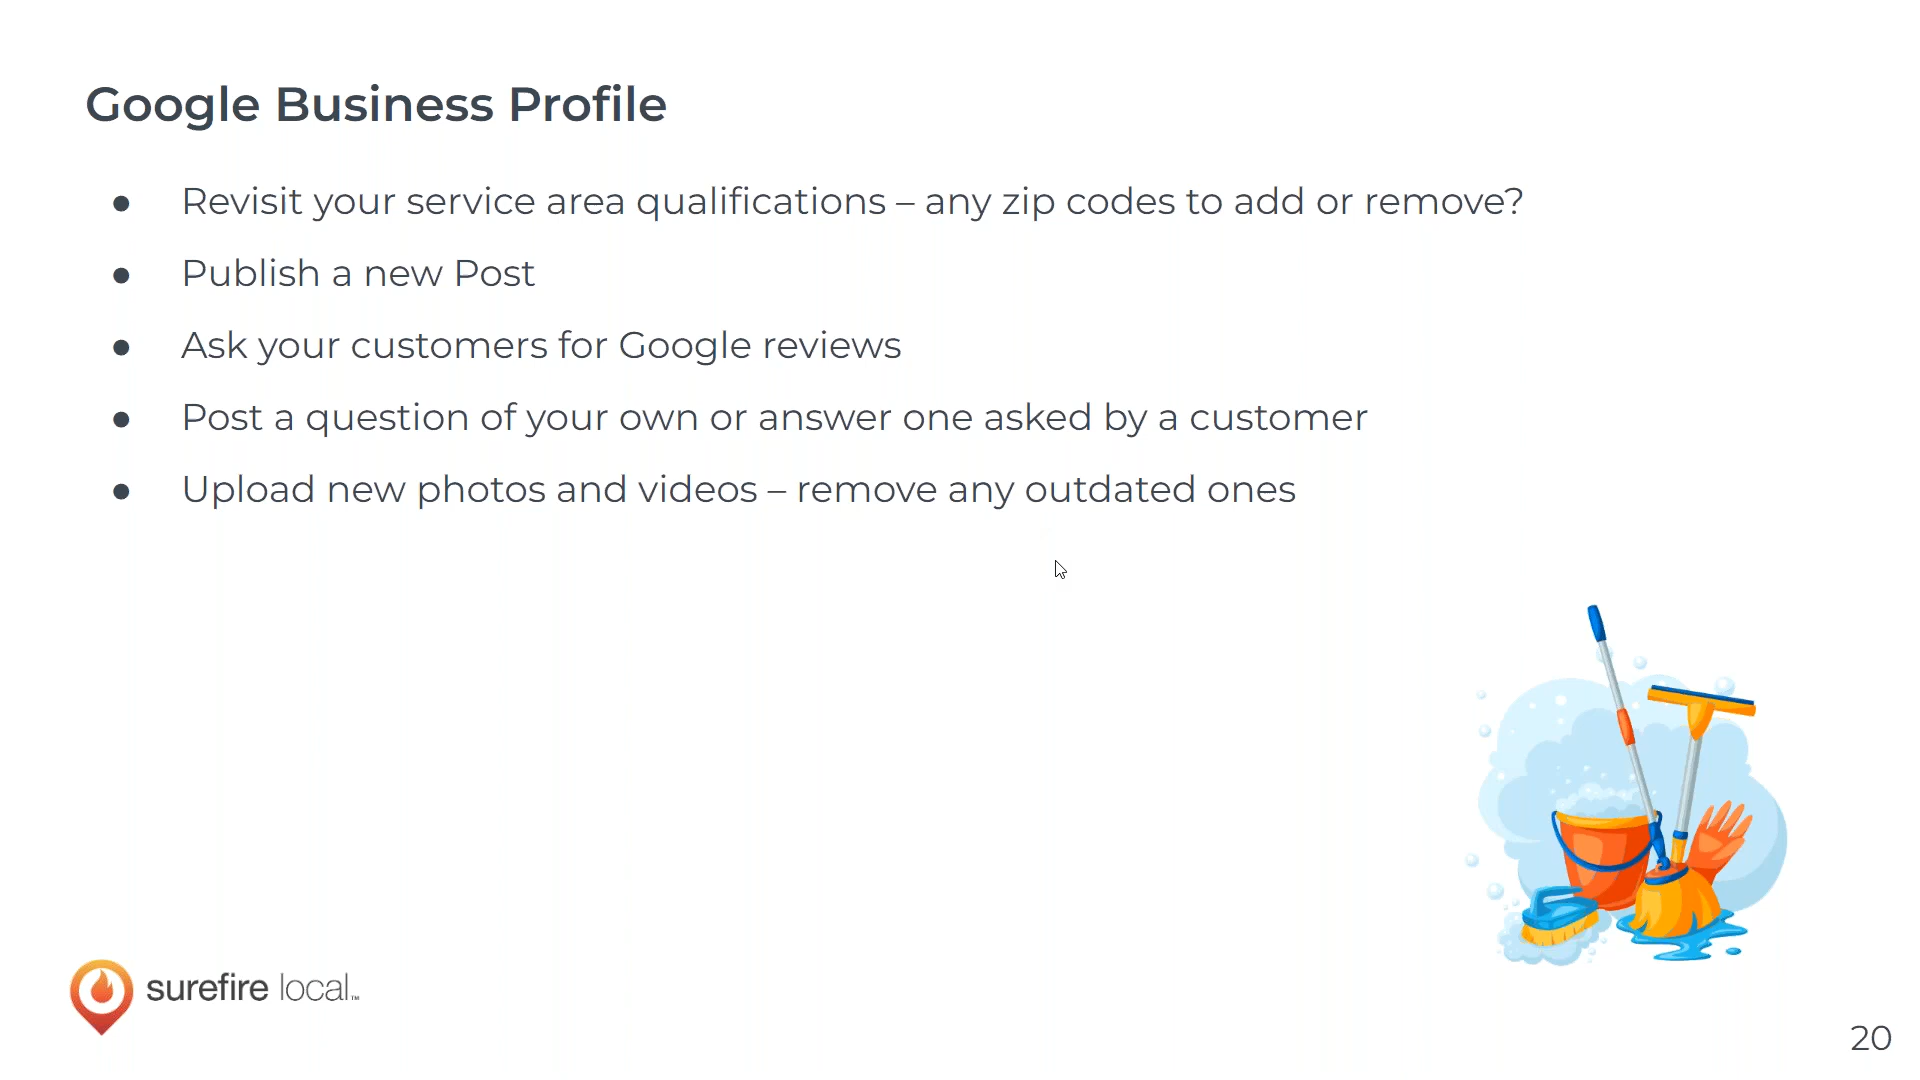 Google Business Profile
● Revisit your service area qualifications – any zip codes to add or remove?
● Publish a new Post
● Ask your customers for Google reviews
● Post a question of your own or answer one asked by a customer
● Upload new photos and videos – remove any outdated ones
surefire local™
20